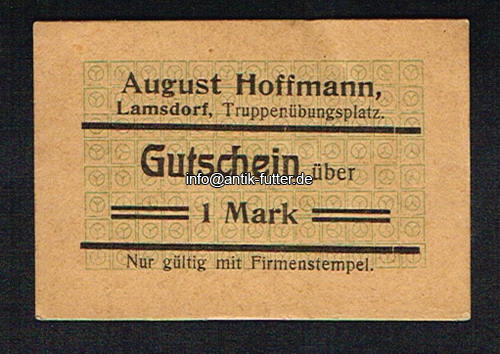 August Hoffmann,
Lamsdorf, Truppenübungsplatz.
Gutschein über
info@antik-futter.de
1 Mark
Nur gültig mit Firmenstempel.